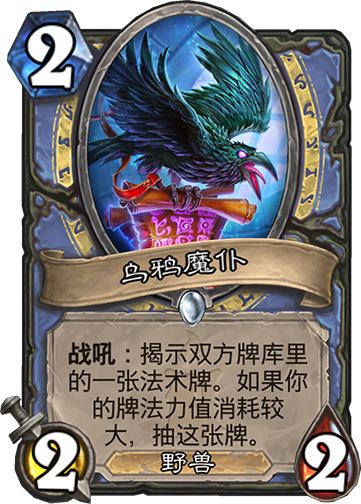 2
乌鸦魔仆
战吼：揭示双方牌库里
的一张法术牌。如果你
的牌法力值消耗较
大，抽这张牌。
野兽
2
2